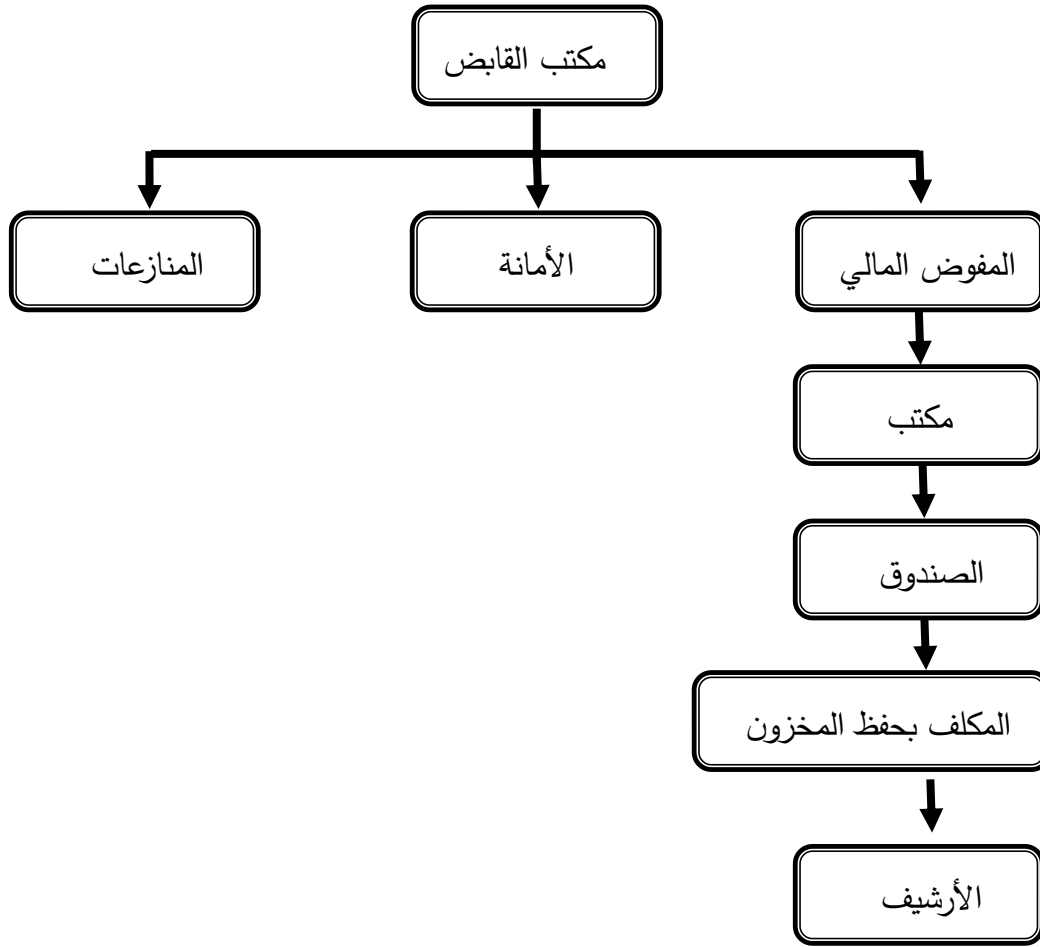 مكتب القابض
المفوض المالي
الأمانة
المنازعات
مكتب
الصندوق
المكلف بحفظ المخزون
الأرشيف